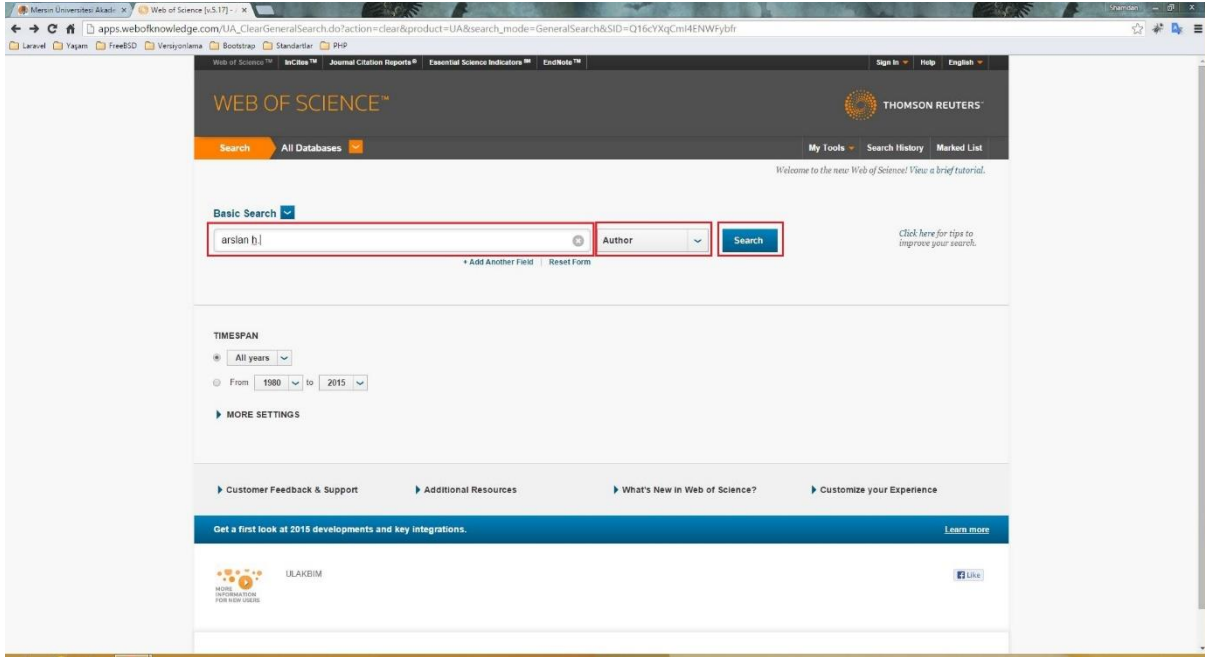 Mersin Üniversitesi Akade
Web of Science [v.5.17] -
Shamdan
apps.webofknowledge.com/UA_ClearGeneralSearch.do?action=clear&product=UA&search_mode=GeneralSearch&SID=Q16cYXqCmI4ENWFybfr
Laravel Yaşam FreeBSD Versiyonlama Bootstrap Standartlar PHP
Web of Science™ InCites™ Journal Citation Reports® Essential Science Indicators℠ EndNote™ Sign In Help English
WEB OF SCIENCE™ THOMSON REUTERS
Search All Databases My Tools Search History Marked List
Welcome to the new Web of Science! View a brief tutorial.
Basic Search
arslan h. Author Search
Click here for tips to
improve your search.
+ Add Another Field | Reset Form
TIMESPAN
All years
From 1980 to 2015
MORE SETTINGS
Customer Feedback & Support Additional Resources What's New in Web of Science? Customize your Experience
Get a first look at 2015 developments and key integrations. Learn more
MORE
INFORMATION
FOR NEW USERS
ULAKBIM
Like